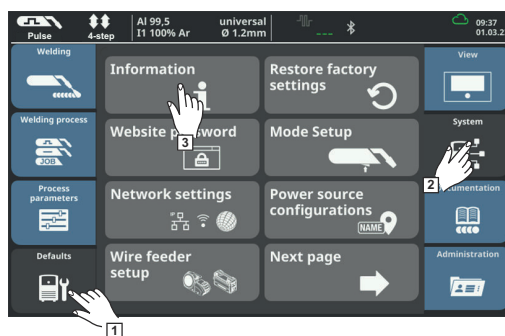 Pulse
4-step
Al 99,5 universal
I1 100% Ar Ø 1.2mm
---
09:37
01.03.2
Welding
Welding process
JOB
Process
parameters
Defaults
Information
Restore factory
settings
Website password
Mode Setup
Network settings
Power source
configurations
NAME
Wire feeder
setup
Next page
View
System
Documentation
Administration
1
2
3